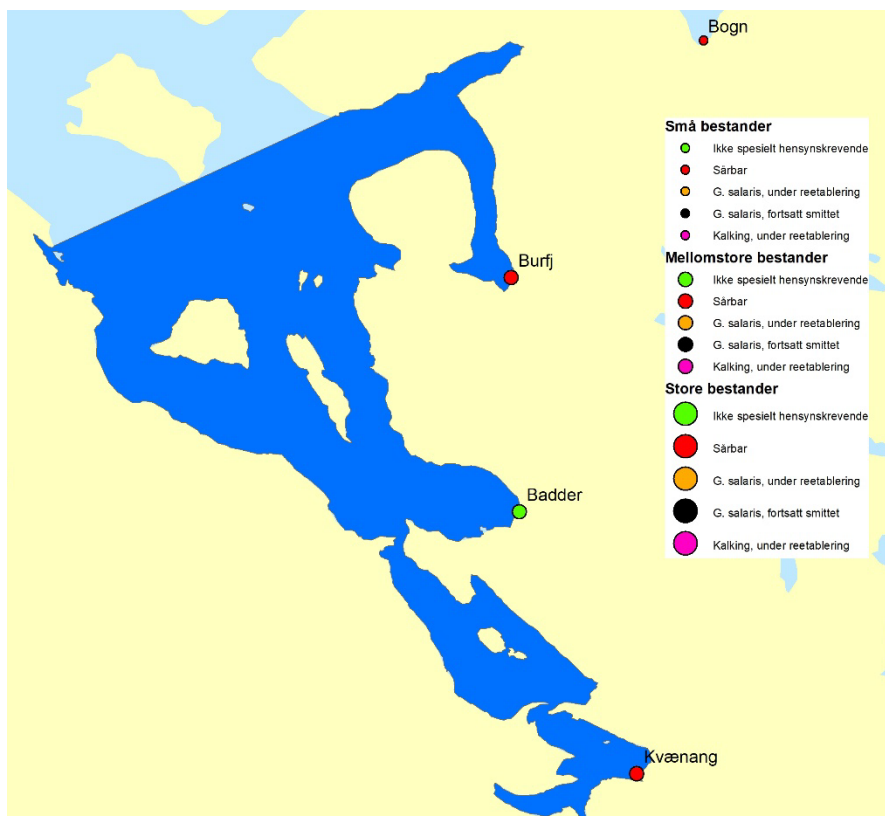 Bogn
Små bestander
Ikke spesielt hensynskrevende
Sårbar
G. salaris, under reetablering
G. salaris, fortsatt smittet
Kalking, under reetablering
Burfj
Mellomstore bestander
Ikke spesielt hensynskrevende
Sårbar
G. salaris, under reetablering
G. salaris, fortsatt smittet
Kalking, under reetablering
Store bestander
Ikke spesielt hensynskrevende
Sårbar
G. salaris, under reetablering
Badder
G. salaris, fortsatt smittet
Kalking, under reetablering
Kvænang